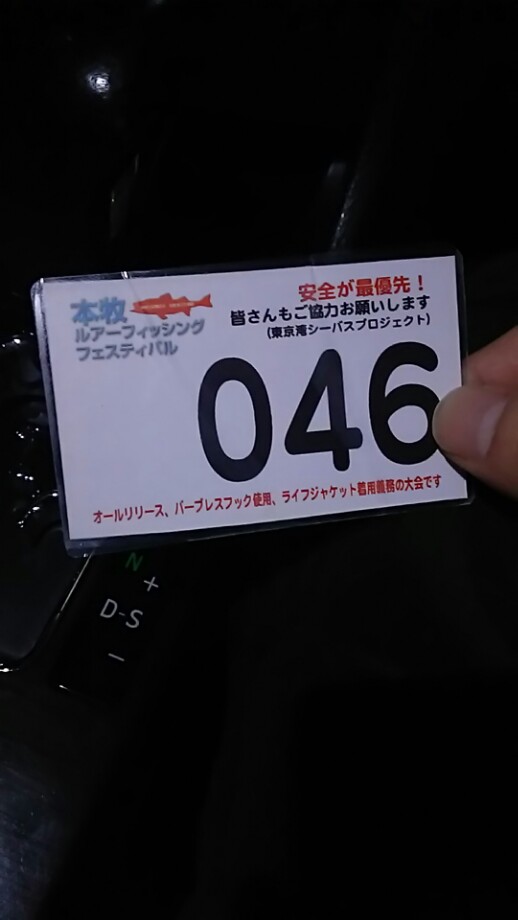 本牧
ルアーフィッシング
フェスティバル
安全が最優先！
皆さんもご協力お願いします
（東京湾シーバスプロジェクト）
046
オールリリース、バーブレスフック使用、ライフジャケット着用義務の大会です
N
+
D-S
−